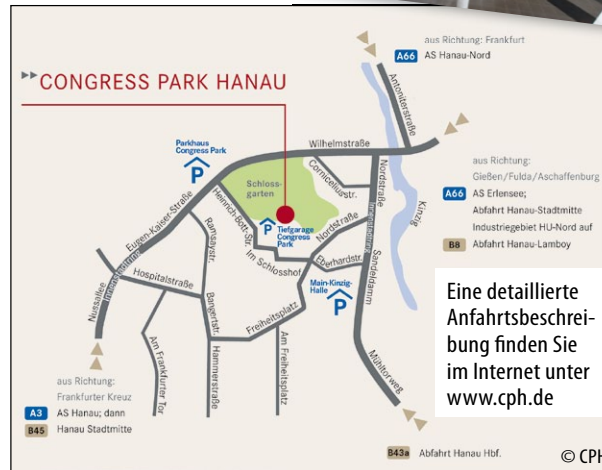 aus Richtung: Frankfurt
A66 AS Hanau-Nord
CONGRESS PARK HANAU
Antoniterstraße
Parkhaus
Congress Park
P
Wilhelmstraße
Corniceliusstr.
Nordstraße
Kinzig
aus Richtung:
Gießen/Fulda/Aschaffenburg
A66 AS Erlensee;
Abfahrt Hanau-Stadtmitte
Industriegebiet HU-Nord auf
B8 Abfahrt Hanau-Lamboy
Schloss-
garten
Heinrich-Bott-Str.
P Tiefgarage
Congress
Park
Nordstraße
Eugen-Kaiser-Straße
Ramsaystr.
Im Schlosshof
Eberhardstr.
Sandeldamm
Nussallee
Hospitalstraße
Main-Kinzig-
Halle
P
Bangertstr.
Freiheitsplatz
Am Frankfurter Tor
Hammerstraße
Am Freiheitsplatz
Mühltorweg
Eine detaillierte
Anfahrtsbeschrei-
bung finden Sie
im Internet unter
www.cph.de
aus Richtung:
Frankfurter Kreuz
A3 AS Hanau; dann
B45 Hanau Stadtmitte
B43a Abfahrt Hanau Hbf.
© CPH